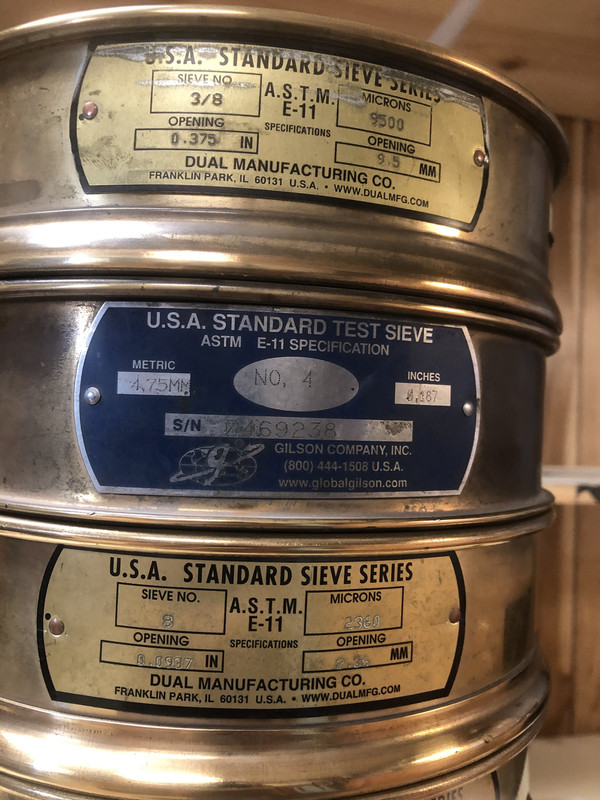 U.S.A. STANDARD SIEVE SERIES
SIEVE NO
3/8
A.S.T.M.
E-11
MICRONS
9500
OPENING
0.375 IN
SPECIFICATIONS
OPENING
9.5 MM
DUAL MANUFACTURING CO.
FRANKLIN PARK, IL 60131 U.S.A. • WWW.DUALMFG.COM
U.S.A. STANDARD TEST SIEVE
ASTM E-11 SPECIFICATION
METRIC
4.75MM
NO. 4
INCHES
0.187
S/N
GILSON COMPANY, INC.
(800) 444-1508 U.S.A.
www.globalgilson.com
U.S.A. STANDARD SIEVE SERIES
SIEVE NO.
8
A.S.T.M.
E-11
MICRONS
2360
OPENING
0.0937 IN
SPECIFICATIONS
OPENING
2.36 MM
DUAL MANUFACTURING CO.
FRANKLIN PARK, IL 60131 U.S.A. • WWW.DUALMFG.COM